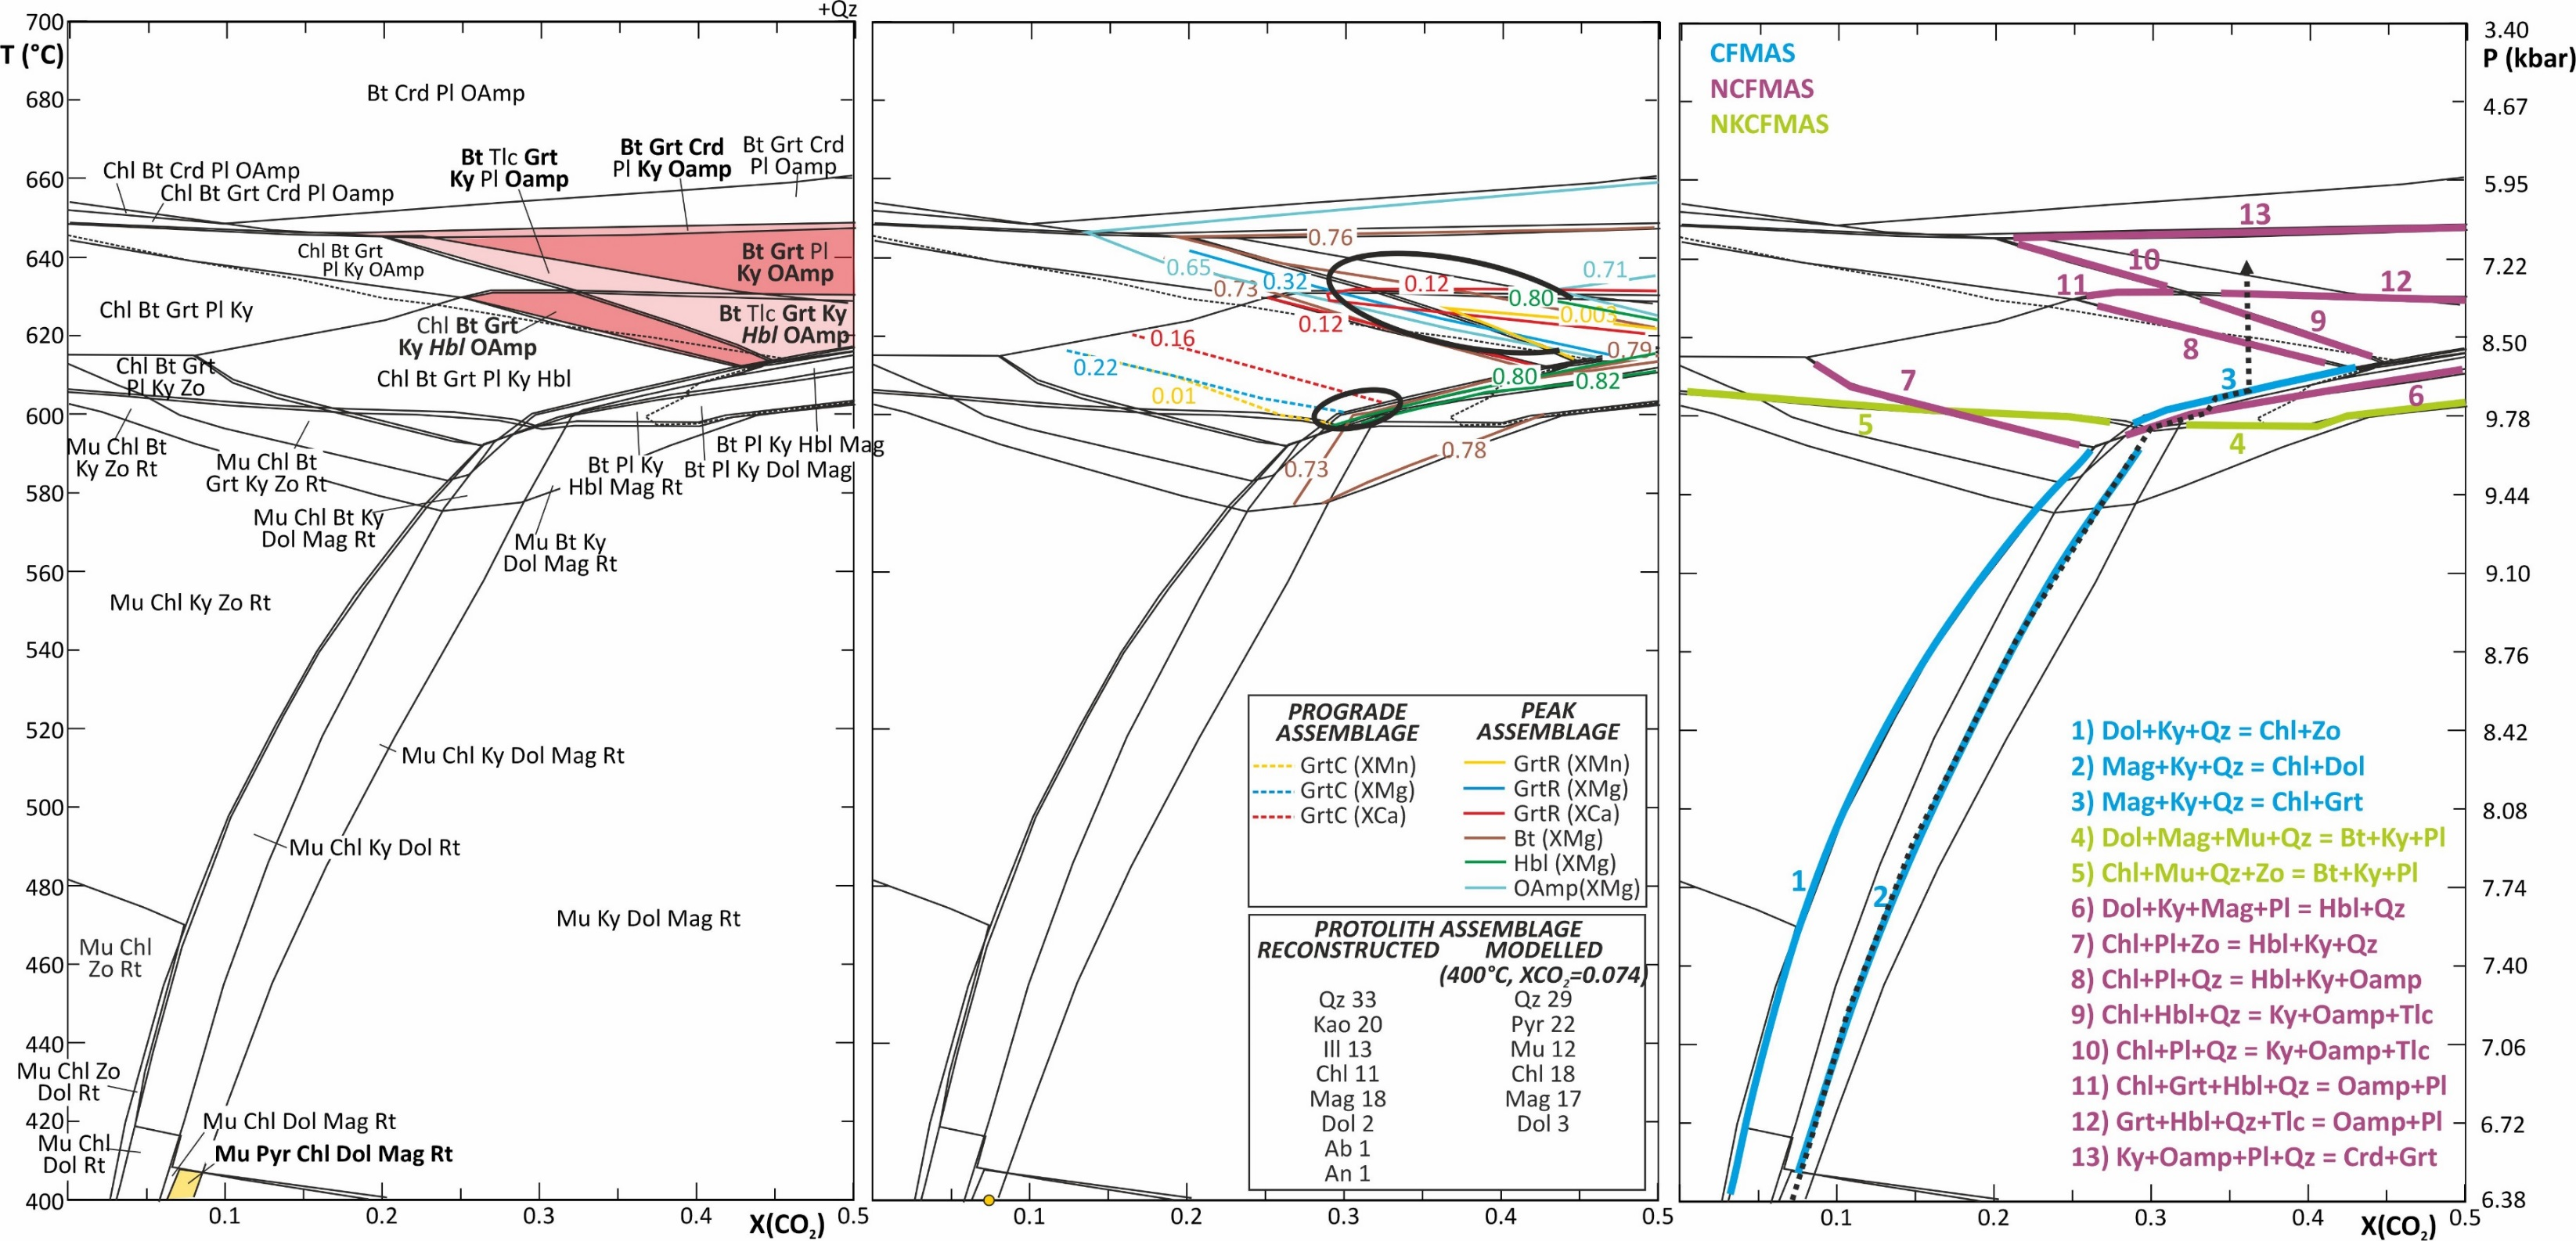 +Qz
T (°C)
700
680
660
640
620
600
580
560
540
520
500
480
460
440
420
400
Bt Crd Pl OAmp
Chl Bt Crd Pl OAmp
Chl Bt Grt Crd Pl Oamp
Bt Tlc Grt
Ky Pl Oamp
Bt Grt Crd
Pl Ky Oamp
Bt Grt Crd
Pl Oamp
Chl Bt Grt
Pl Ky OAmp
Bt Grt Pl
Ky OAmp
Chl Bt Grt Pl Ky
Chl Bt Grt
Ky Hbl OAmp
Bt Tlc Grt Ky
Hbl OAmp
Chl Bt Grt
Pl Ky Zo
Chl Bt Grt Pl Ky Hbl
Mu Chl Bt
Ky Zo Rt
Mu Chl Bt
Grt Ky Zo Rt
Bt Pl Ky
Hbl Mag Rt
Bt Pl Ky Hbl Mag
Bt Pl Ky Dol Mag
Mu Chl Bt Ky
Dol Mag Rt
Mu Bt Ky
Dol Mag Rt
Mu Chl Ky Zo Rt
Mu Chl Ky Dol Mag Rt
Mu Chl Ky Dol Rt
Mu Ky Dol Mag Rt
Mu Chl
Zo Rt
Mu Chl Zo
Dol Rt
Mu Chl
Dol Rt
Mu Chl Dol Mag Rt
Mu Pyr Chl Dol Mag Rt
0.1
0.2
0.3
0.4
X(CO₂)
0.5
0.76
0.65
0.73
0.32
0.12
0.71
0.80
0.003
0.12
0.16
0.22
0.01
0.79
0.80
0.82
0.73
0.78
PROGRADE
ASSEMBLAGE
GrtC (XMn)
GrtC (XMg)
GrtC (XCa)
PEAK
ASSEMBLAGE
GrtR (XMn)
GrtR (XMg)
GrtR (XCa)
Bt (XMg)
Hbl (XMg)
OAmp(XMg)
PROTOLITH ASSEMBLAGE
RECONSTRUCTED
MODELLED
(400°C, XCO₂=0.074)
Qz 33
Kao 20
Ill 13
Chl 11
Mag 18
Dol 2
Ab 1
An 1
Qz 29
Pyr 22
Mu 12
Chl 18
Mag 17
Dol 3
0.1
0.2
0.3
0.4
0.5
CFMAS
NCFMAS
NKCFMAS
13
10
11
12
9
8
7
3
6
5
4
1
2
1) Dol+Ky+Qz = Chl+Zo
2) Mag+Ky+Qz = Chl+Dol
3) Mag+Ky+Qz = Chl+Grt
4) Dol+Mag+Mu+Qz = Bt+Ky+Pl
5) Chl+Mu+Qz+Zo = Bt+Ky+Pl
6) Dol+Ky+Mag+Pl = Hbl+Qz
7) Chl+Pl+Zo = Hbl+Ky+Qz
8) Chl+Pl+Qz = Hbl+Ky+Oamp
9) Chl+Hbl+Qz = Ky+Oamp+Tlc
10) Chl+Pl+Qz = Ky+Oamp+Tlc
11) Chl+Grt+Hbl+Qz = Oamp+Pl
12) Grt+Hbl+Qz+Tlc = Oamp+Pl
13) Ky+Oamp+Pl+Qz = Crd+Grt
0.1
0.2
0.3
0.4
X(CO₂)
0.5
3.40
P (kbar)
4.67
5.95
7.22
8.50
9.78
9.44
9.10
8.76
8.42
8.08
7.74
7.40
7.06
6.72
6.38